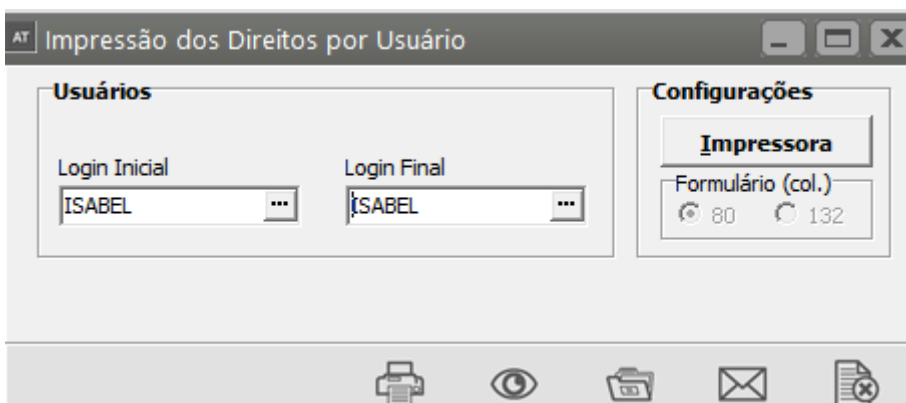 AT Impressão dos Direitos por Usuário
Usuários
Login Inicial
Login Final
ISABEL ...
ISABEL ...
Configurações
Impressora
Formulário (col.)
80 132